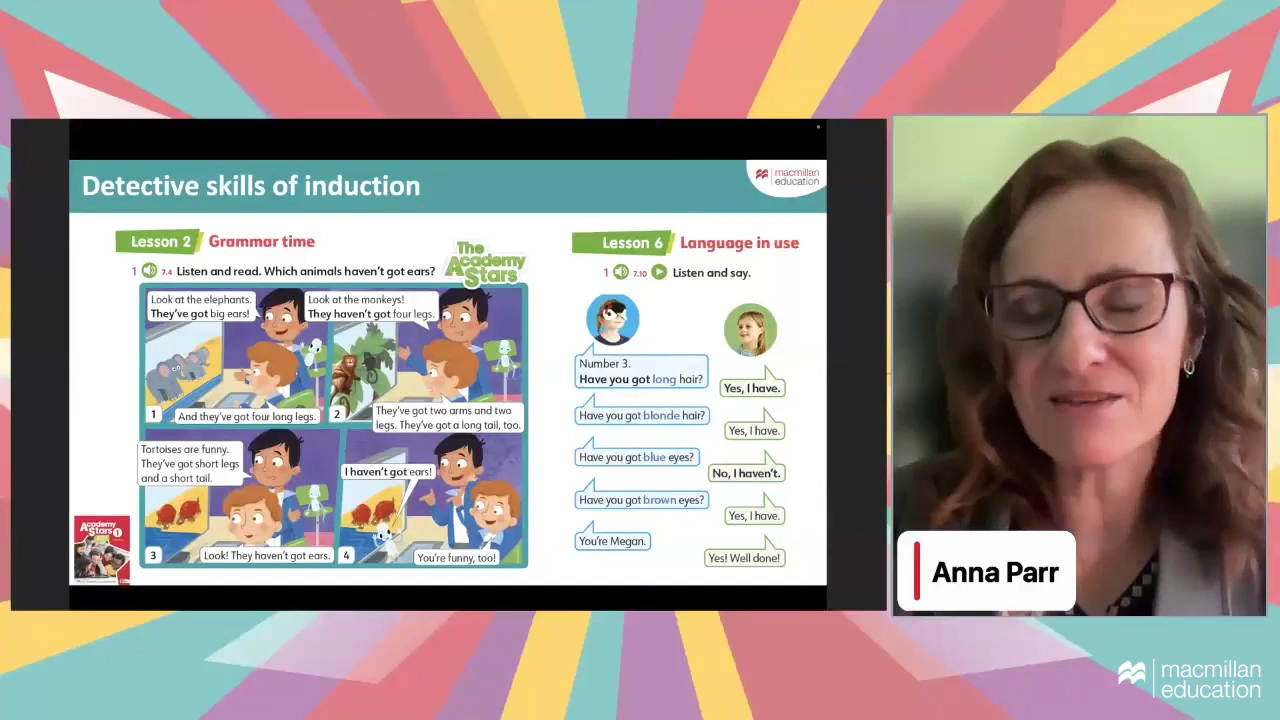 Detective skills of induction
macmillan
education
Lesson 2 Grammar time
The
Academy
Stars
1 7.4 Listen and read. Which animals haven't got ears?
Look at the elephants.
They've got big ears!
1 And they've got four long legs.
Look at the monkeys!
They haven't got four legs.
2
They've got two arms and two
legs. They've got a long tail, too.
Tortoises are funny.
They've got short legs
and a short tail.
3 Look! They haven't got ears.
I haven't got ears!
4 You're funny, too!
Academy
Stars 1
Lesson 6 Language in use
1 7.10 Listen and say.
Number 3.
Have you got long hair?
Yes, I have.
Have you got blonde hair?
Yes, I have.
Have you got blue eyes?
No, I haven't.
Have you got brown eyes?
Yes, I have.
You're Megan.
Yes! Well done!
Anna Parr
macmillan
education